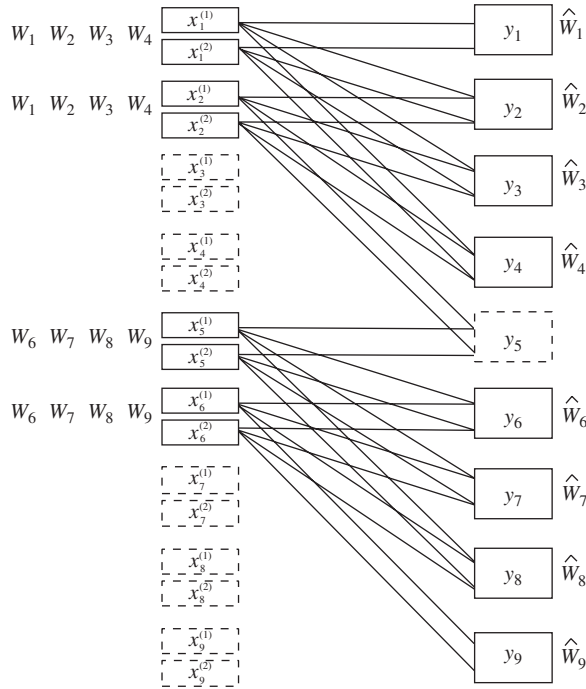 W₁ W₂ W₃ W₄ x₁⁽¹⁾ y₁ Ŵ₁
x₁⁽²⁾
W₁ W₂ W₃ W₄ x₂⁽¹⁾ y₂ Ŵ₂
x₂⁽²⁾
x₃⁽¹⁾ y₃ Ŵ₃
x₃⁽²⁾
x₄⁽¹⁾ y₄ Ŵ₄
x₄⁽²⁾
W₆ W₇ W₈ W₉ x₅⁽¹⁾ y₅
x₅⁽²⁾
W₆ W₇ W₈ W₉ x₆⁽¹⁾ y₆ Ŵ₆
x₆⁽²⁾
x₇⁽¹⁾ y₇ Ŵ₇
x₇⁽²⁾
x₈⁽¹⁾ y₈ Ŵ₈
x₈⁽²⁾
x₉⁽¹⁾ y₉ Ŵ₉
x₉⁽²⁾